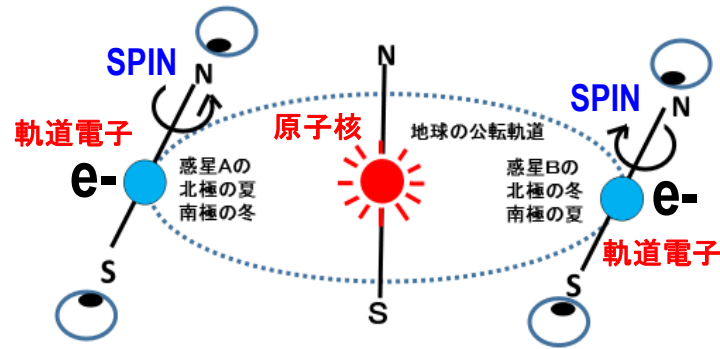 SPIN
N
軌道電子
e-
惑星Aの
北極の夏
南極の冬
S
N
原子核
地球の公転軌道
S
SPIN
N
惑星Bの
北極の冬
南極の夏
e-
軌道電子
S